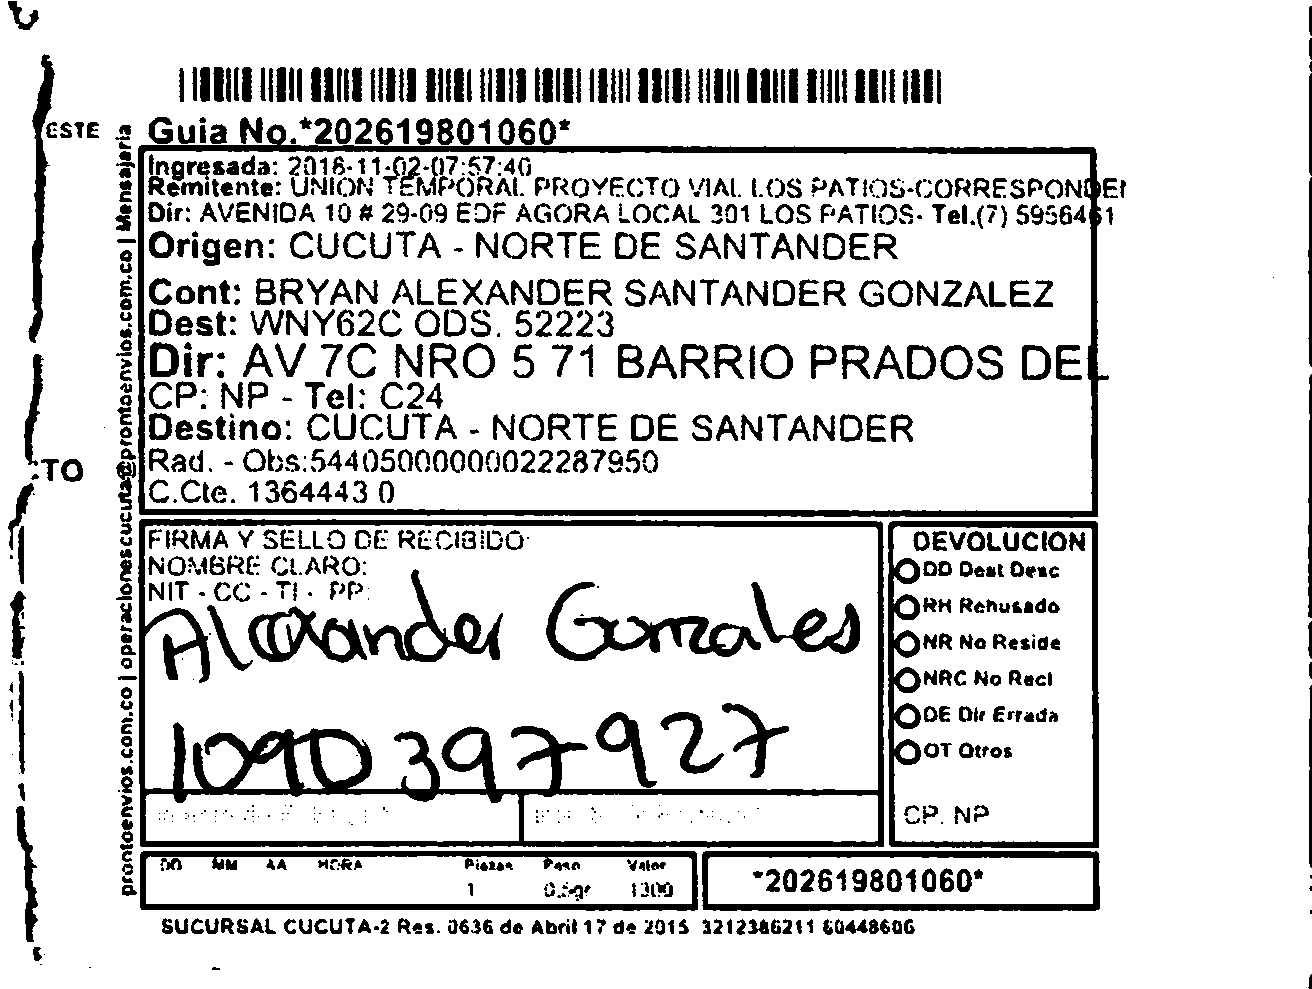 ESTE
Guia No.*202619801060*
Ingresada: 2016-11-02-07:57:40
Remitente: UNION TEMPORAL PROYECTO VIAL LOS PATIOS-CORRESPONDEN
Dir: AVENIDA 10 # 29-09 EDF AGORA LOCAL 301 LOS PATIOS- Tel.(7) 5956461
Origen: CUCUTA - NORTE DE SANTANDER
Cont: BRYAN ALEXANDER SANTANDER GONZALEZ
Dest: WNY62C ODS. 52223
Dir: AV 7C NRO 5 71 BARRIO PRADOS DEL
CP: NP - Tel: C24
Destino: CUCUTA - NORTE DE SANTANDER
TO
Rad. - Obs:544050000000022287950
C.Cte. 1364443 0
prontoenvios.com.co | operacionescucuta@prontoenvios.com.co | Mensajeria
FIRMA Y SELLO DE RECIBIDO
NOMBRE CLARO:
NIT - CC - TI - PP:
Alexander Gonzales
1090397927
DEVOLUCION
DD Dest Desc
RH Rehusado
NR No Reside
NRC No Recl
DE Dir Errada
OT Otros
CP. NP
DD MM AA HORA Piezas Peso Valor
1 0.5gr 1300
*202619801060*
SUCURSAL CUCUTA-2 Res. 0636 de Abril 17 de 2015 3212386211 60448606